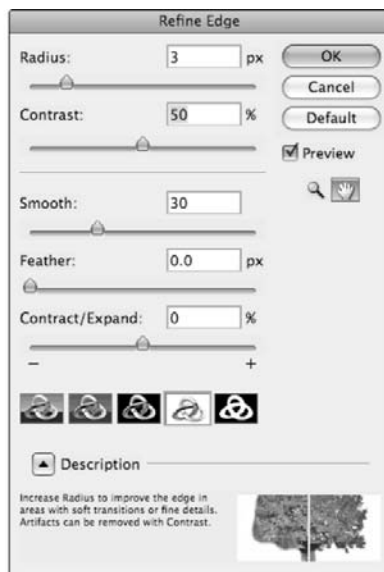 Refine Edge
Radius: 3 px
OK
Cancel
Contrast: 50 %
Default
Preview
Smooth: 30
Feather: 0.0 px
Contract/Expand: 0 %
− +
Description
Increase Radius to improve the edge in
areas with soft transitions or fine details.
Artifacts can be removed with Contrast.